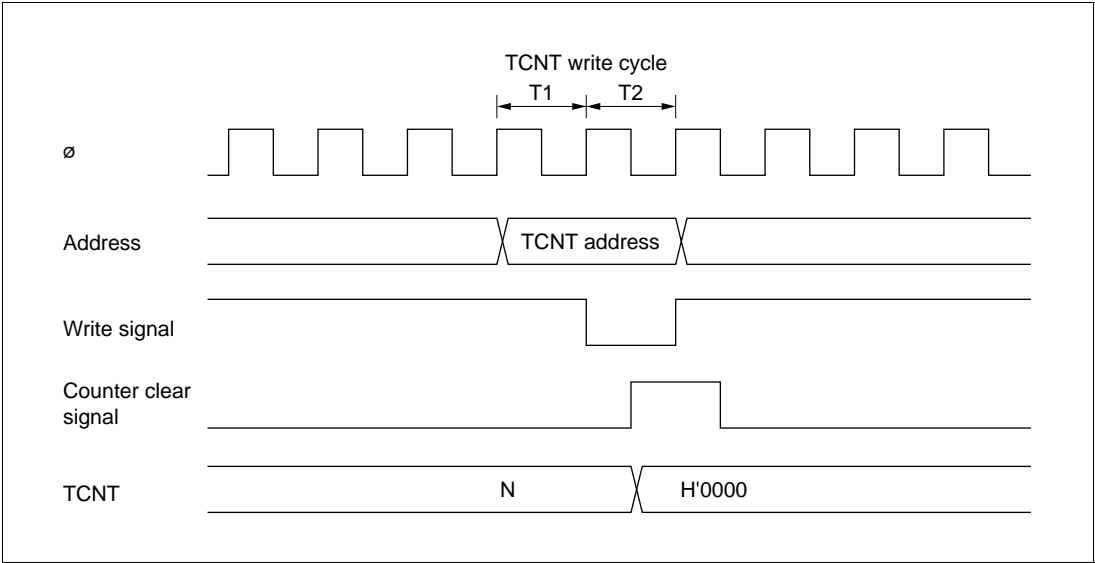 TCNT write cycle
T1 T2
ø
Address TCNT address
Write signal
Counter clear
signal
TCNT N H'0000